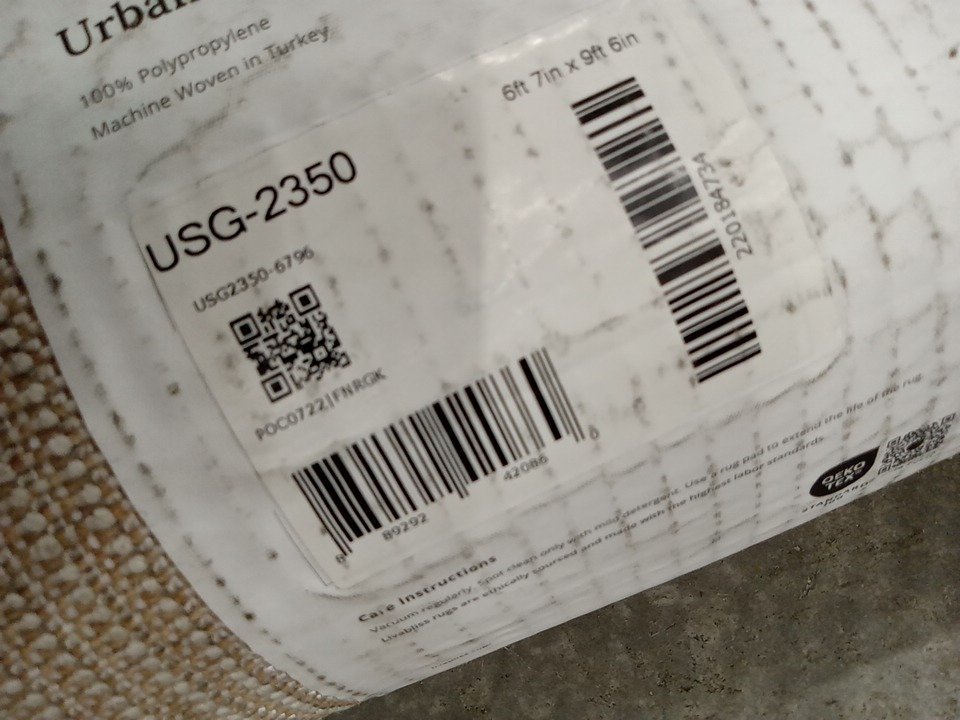 Urban
100% Polypropylene
Machine Woven in Turkey
6ft 7in x 9ft 6in
USG-2350
USG2350-6796
220184734
POC0722|FNRGK
89292
42086
Care Instructions
Vacuum regularly. Spot clean only with mild detergent. Use a rug pad to extend the life of the rug
Livabliss rugs are ethically sourced and made with the highest labor standards.
OEKO
TEX®
STANDARD